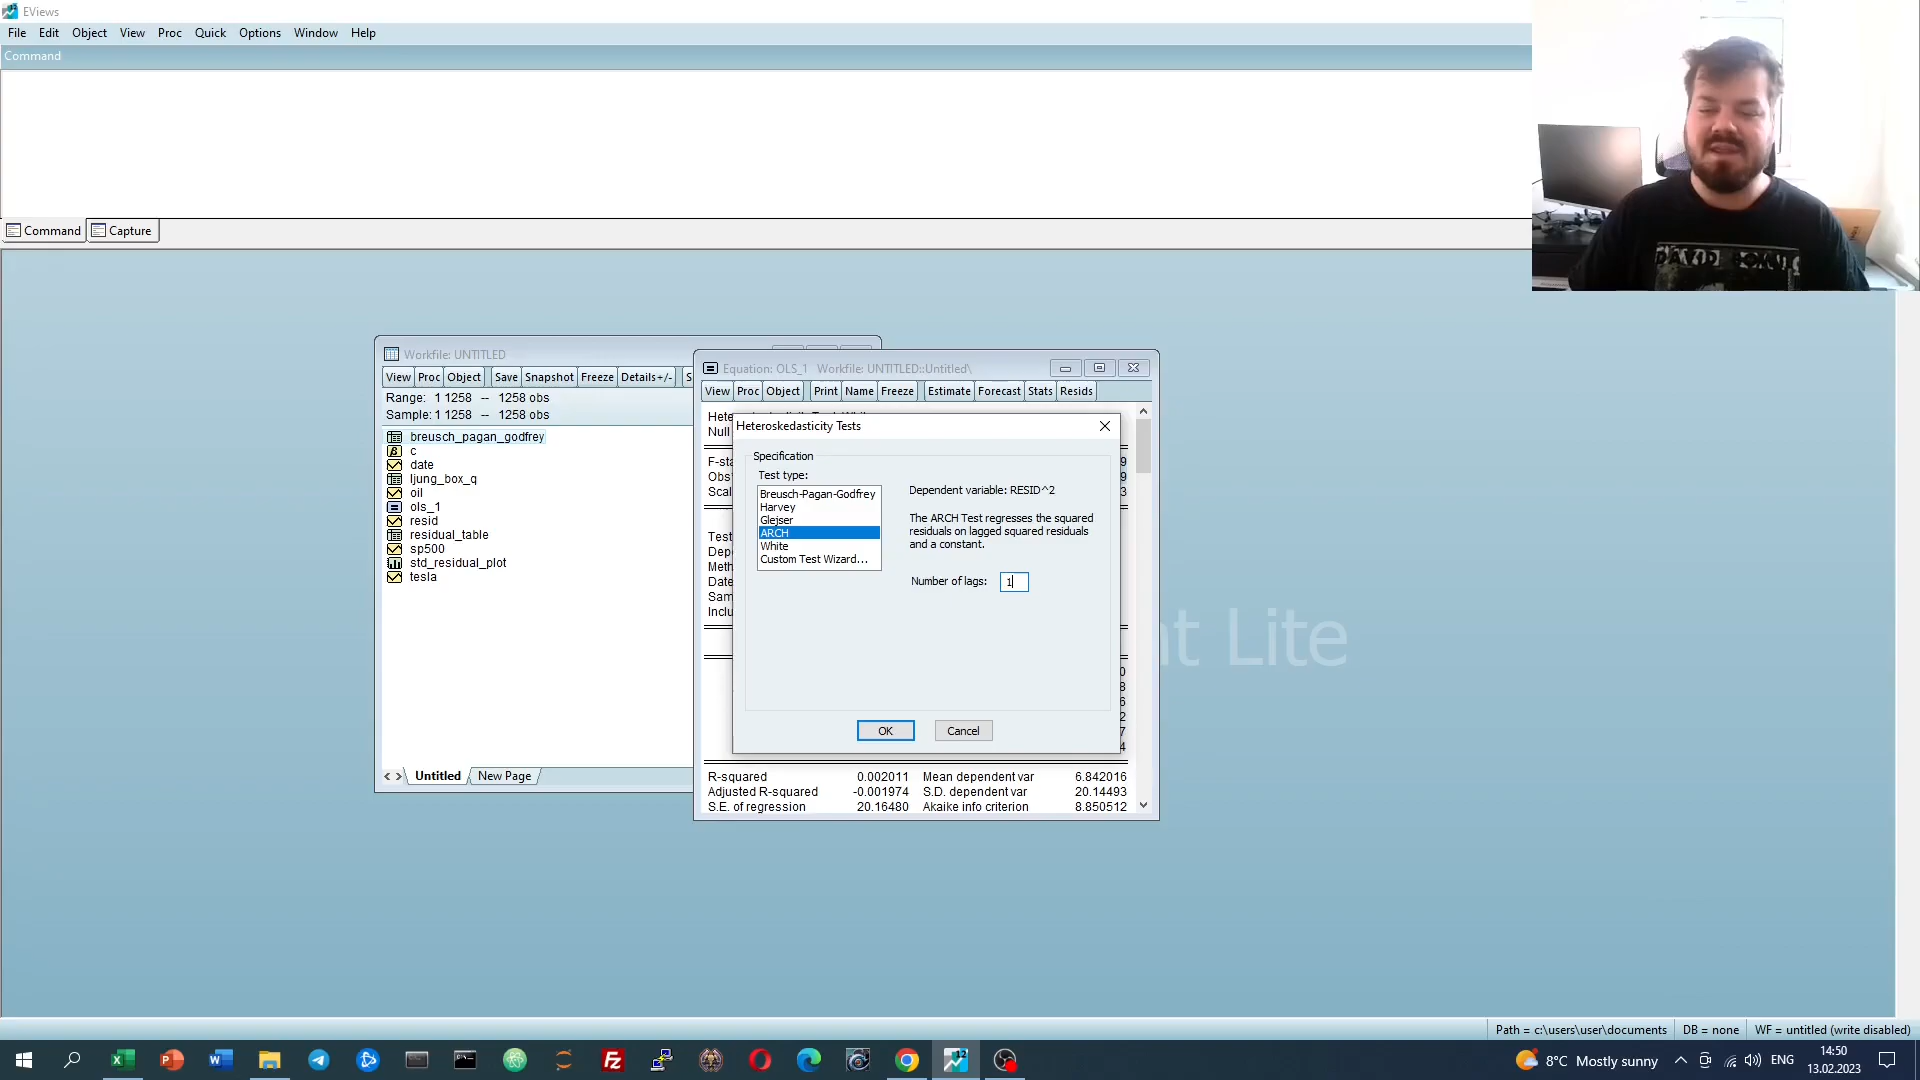 EViews
File Edit Object View Proc Quick Options Window Help
Command
Command Capture
Workfile: UNTITLED
View Proc Object Save Snapshot Freeze Details+/-
Range: 1 1258 -- 1258 obs
Sample: 1 1258 -- 1258 obs
breusch_pagan_godfrey
c
date
ljung_box_q
oil
ols_1
resid
residual_table
sp500
std_residual_plot
tesla
< > Untitled New Page
Equation: OLS_1 Workfile: UNTITLED::Untitled\
View Proc Object Print Name Freeze Estimate Forecast Stats Resids
Null
Heteroskedasticity Tests
Specification
Test type:
Breusch-Pagan-Godfrey
Harvey
Glejser
ARCH
White
Custom Test Wizard...
Dependent variable: RESID^2
The ARCH Test regresses the squared
residuals on lagged squared residuals
and a constant.
Number of lags: 1
OK Cancel
R-squared 0.002011 Mean dependent var 6.842016
Adjusted R-squared -0.001974 S.D. dependent var 20.14493
S.E. of regression 20.16480 Akaike info criterion 8.850512
Lite
DAVID
Path = c:\users\user\documents DB = none WF = untitled (write disabled)
8°C Mostly sunny ENG 14:50
13.02.2023